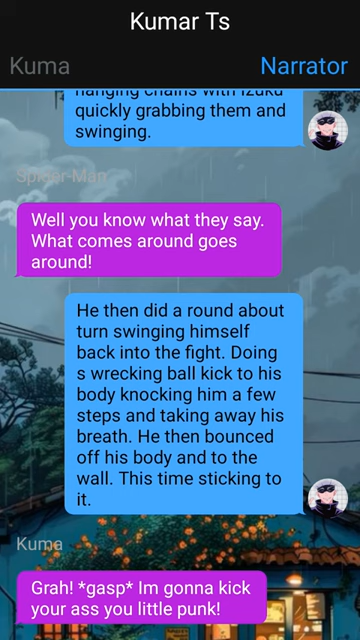 Kumar Ts
Kuma
Narrator
hanging chains with Izuku
quickly grabbing them and
swinging.
Spider-Man
Well you know what they say.
What comes around goes
around!
He then did a round about
turn swinging himself
back into the fight. Doing
s wrecking ball kick to his
body knocking him a few
steps and taking away his
breath. He then bounced
off his body and to the
wall. This time sticking to
it.
Kuma
Grah! *gasp* Im gonna kick
your ass you little punk!